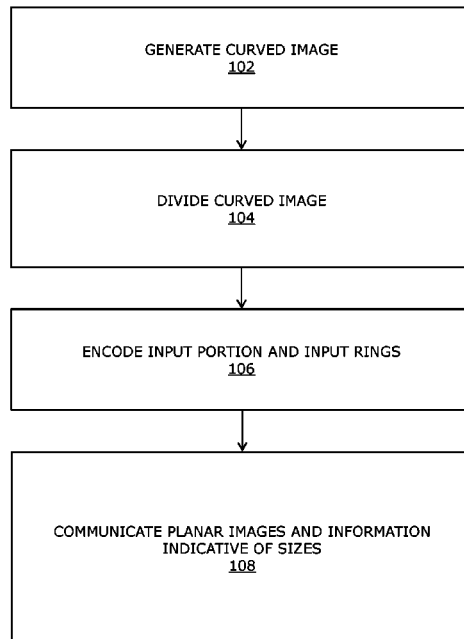 GENERATE CURVED IMAGE
102
DIVIDE CURVED IMAGE
104
ENCODE INPUT PORTION AND INPUT RINGS
106
COMMUNICATE PLANAR IMAGES AND INFORMATION
INDICATIVE OF SIZES
108